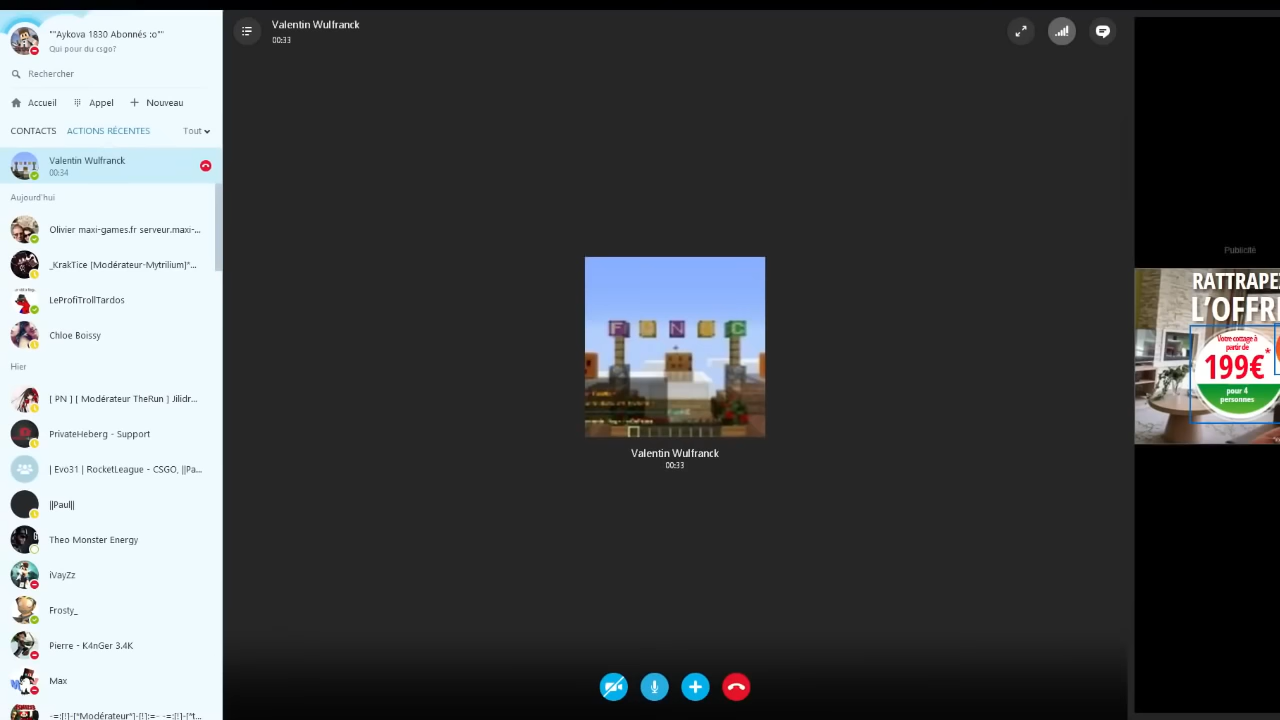 ""Aykova 1830 Abonnés :o""
Qui pour du csgo?
Rechercher
Accueil
Appel
Nouveau
CONTACTS
ACTIONS RÉCENTES
Tout
Valentin Wulfranck
00:34
Aujourd'hui
Olivier maxi-games.fr serveur.maxi-...
_KrakTice [Modérateur-Mytrilium]*...
LeProfiTrollTardos
Chloe Boissy
Hier
[ PN ] [ Modérateur TheRun ] Jilidr...
PrivateHeberg - Support
| Evo31 | RocketLeague - CSGO, ||Pa...
||Paul||
Theo Monster Energy
iVayZz
Frosty_
Pierre - K4nGer 3.4K
Max
-=:[!]-[*Modérateur*]-[!]:=- -=:[!]-[*t...
Valentin Wulfranck
00:33
Valentin Wulfranck
00:33
Publicité
RATTRAPE
L'OFFR
Votre cottage à
partir de
199€*
pour 4
personnes